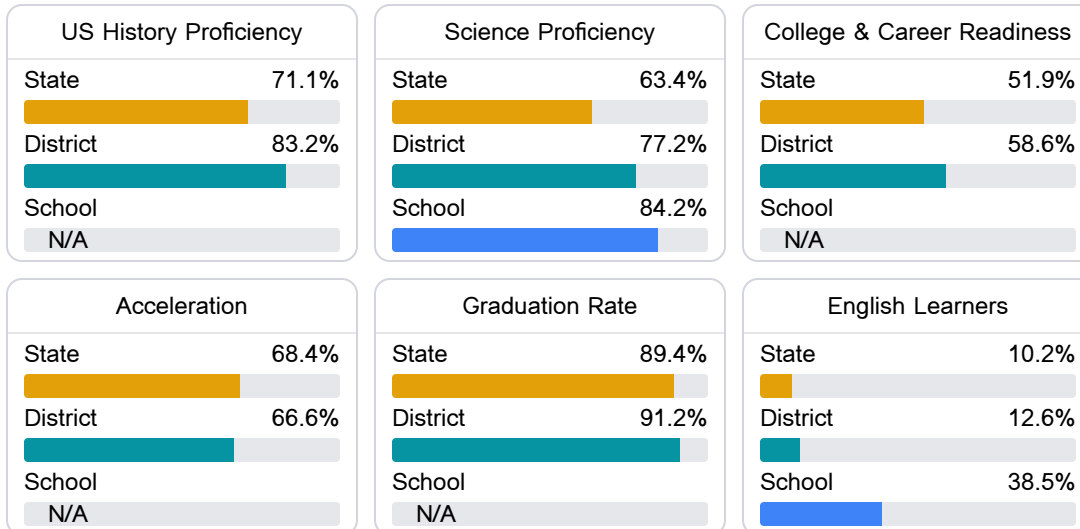 US History Proficiency
State 71.1%
District 83.2%
School
N/A
Science Proficiency
State 63.4%
District 77.2%
School 84.2%
College & Career Readiness
State 51.9%
District 58.6%
School
N/A
Acceleration
State 68.4%
District 66.6%
School
N/A
Graduation Rate
State 89.4%
District 91.2%
School
N/A
English Learners
State 10.2%
District 12.6%
School 38.5%